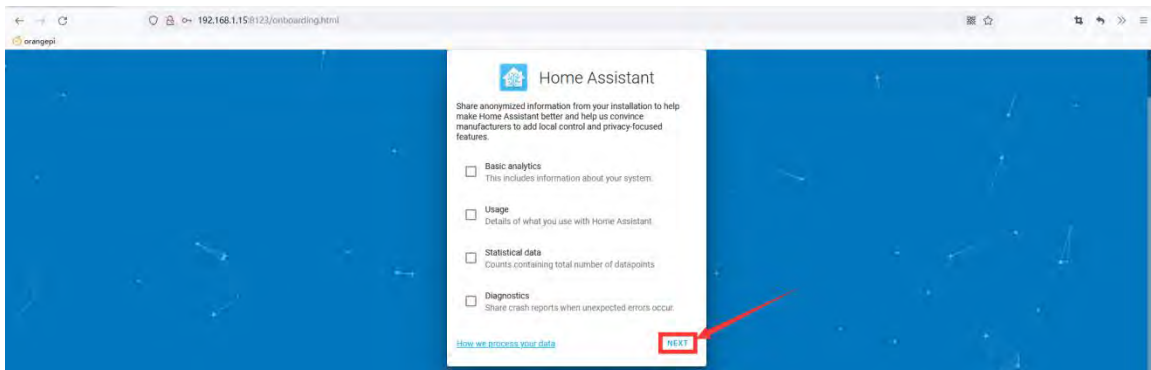 192.168.1.15:8123/onboarding.html
orangepi
Home Assistant
Share anonymized information from your installation to help
make Home Assistant better and help us convince
manufacturers to add local control and privacy-focused
features.
Basic analytics
This includes information about your system.
Usage
Details of what you use with Home Assistant
Statistical data
Counts containing total number of datapoints
Diagnostics
Share crash reports when unexpected errors occur.
How we process your data
NEXT